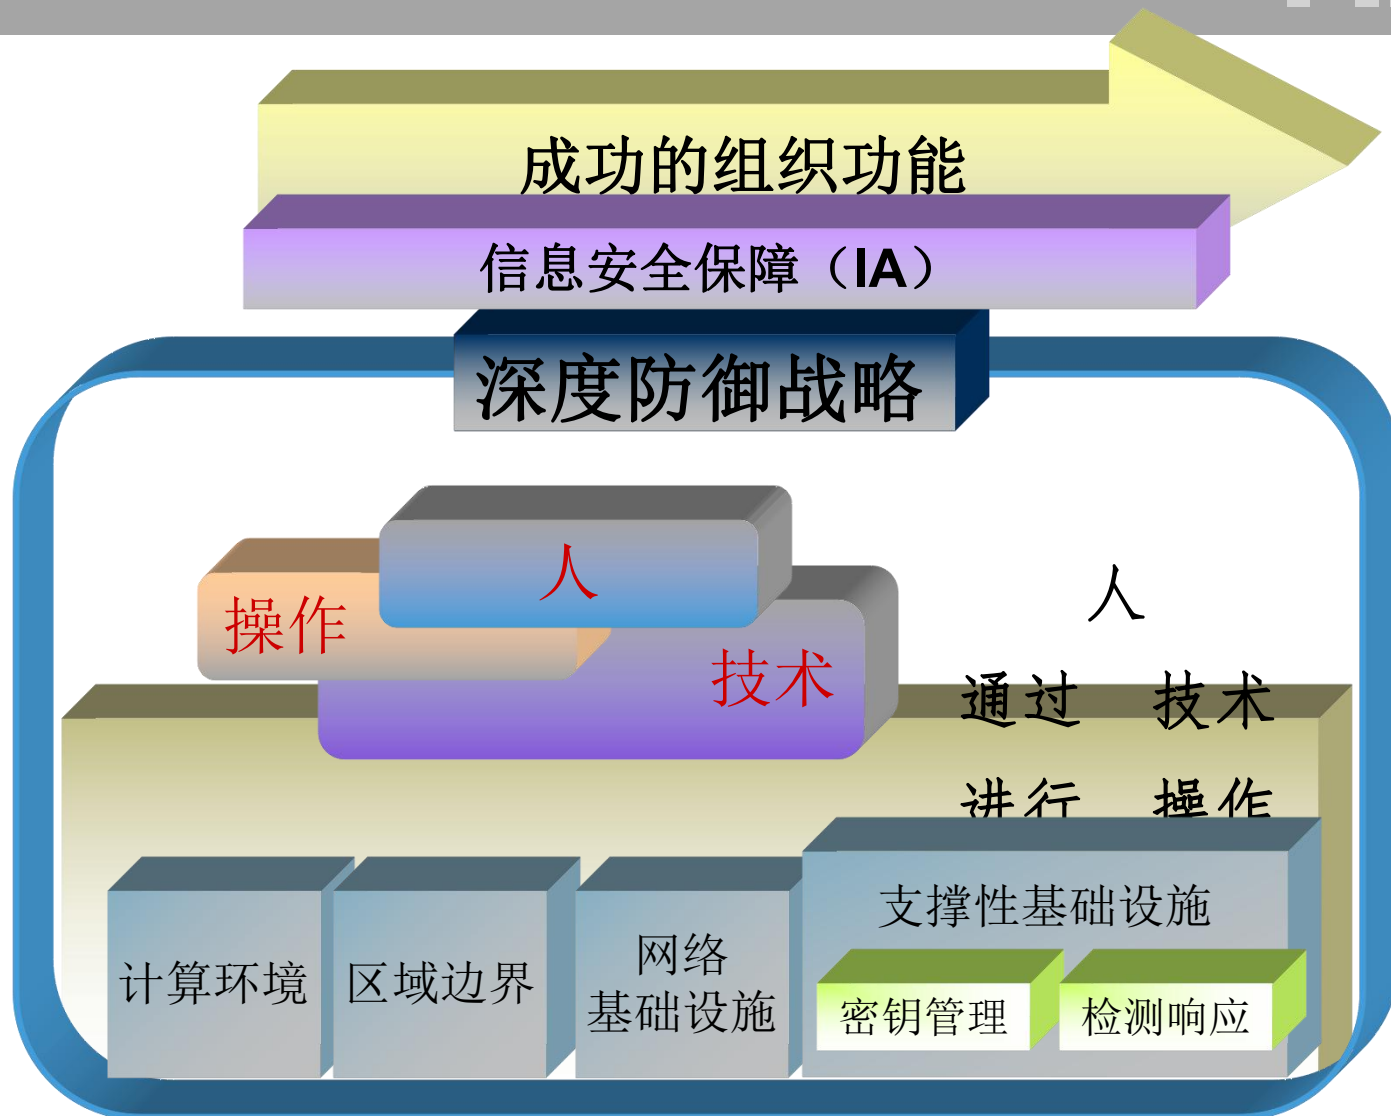 成功的组织功能
信息安全保障（IA）
深度防御战略
人
操作
技术
人
通过 技术
进行 操作
计算环境
区域边界
网络
基础设施
支撑性基础设施
密钥管理
检测响应